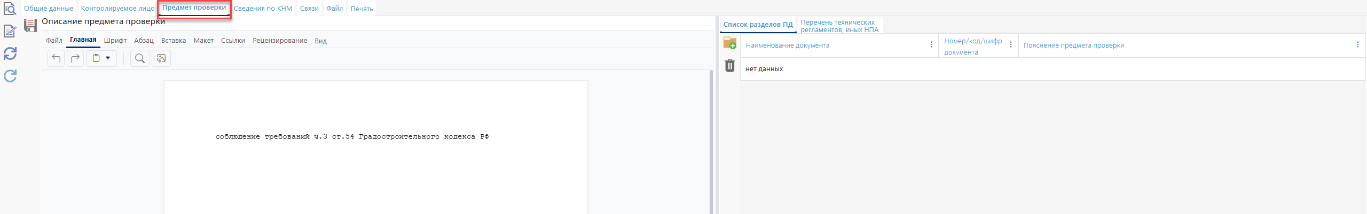 Общие данные Контролируемое лицо Предмет проверки Сведения по КНМ Связи Файл Печать
Описание предмета проверки
Файл Главная Шрифт Абзац Вставка Макет Ссылки Рецензирование Вид
соблюдение требований ч.3 ст.54 Градостроительного кодекса РФ
Список разделов ПД Перечень технических
регламентов, иных НПА
Наименование документа Номер/код/шифр
документа Пояснение предмета проверки
нет данных